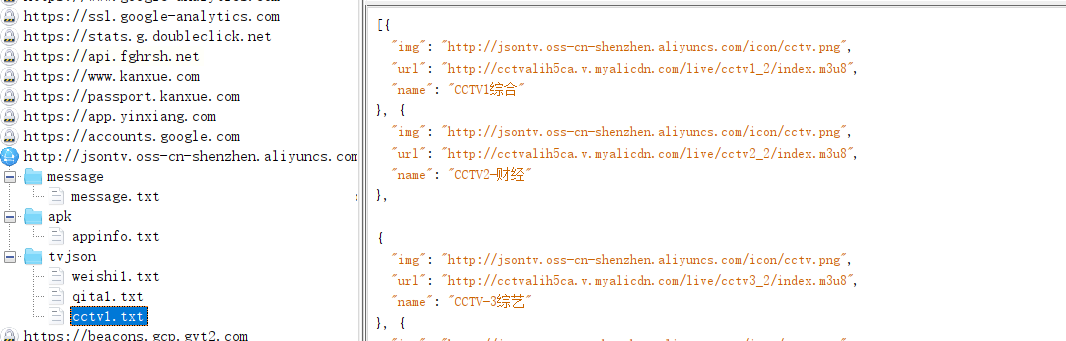 https://ssl.google-analytics.com
https://stats.g.doubleclick.net
https://api.fghrsh.net
https://www.kanxue.com
https://passport.kanxue.com
https://app.yinxiang.com
https://accounts.google.com
http://jsontv.oss-cn-shenzhen.aliyuncs.com
message
message.txt
apk
appinfo.txt
tvjson
weishi1.txt
qita1.txt
cctv1.txt
https://beacons.gcp.gvt2.com
[{
"img": "http://jsontv.oss-cn-shenzhen.aliyuncs.com/icon/cctv.png",
"url": "http://cctvalih5ca.v.myalicdn.com/live/cctv1_2/index.m3u8",
"name": "CCTV1综合"
}, {
"img": "http://jsontv.oss-cn-shenzhen.aliyuncs.com/icon/cctv.png",
"url": "http://cctvalih5ca.v.myalicdn.com/live/cctv2_2/index.m3u8",
"name": "CCTV2-财经"
},
{
"img": "http://jsontv.oss-cn-shenzhen.aliyuncs.com/icon/cctv.png",
"url": "http://cctvalih5ca.v.myalicdn.com/live/cctv3_2/index.m3u8",
"name": "CCTV-3综艺"
}, {